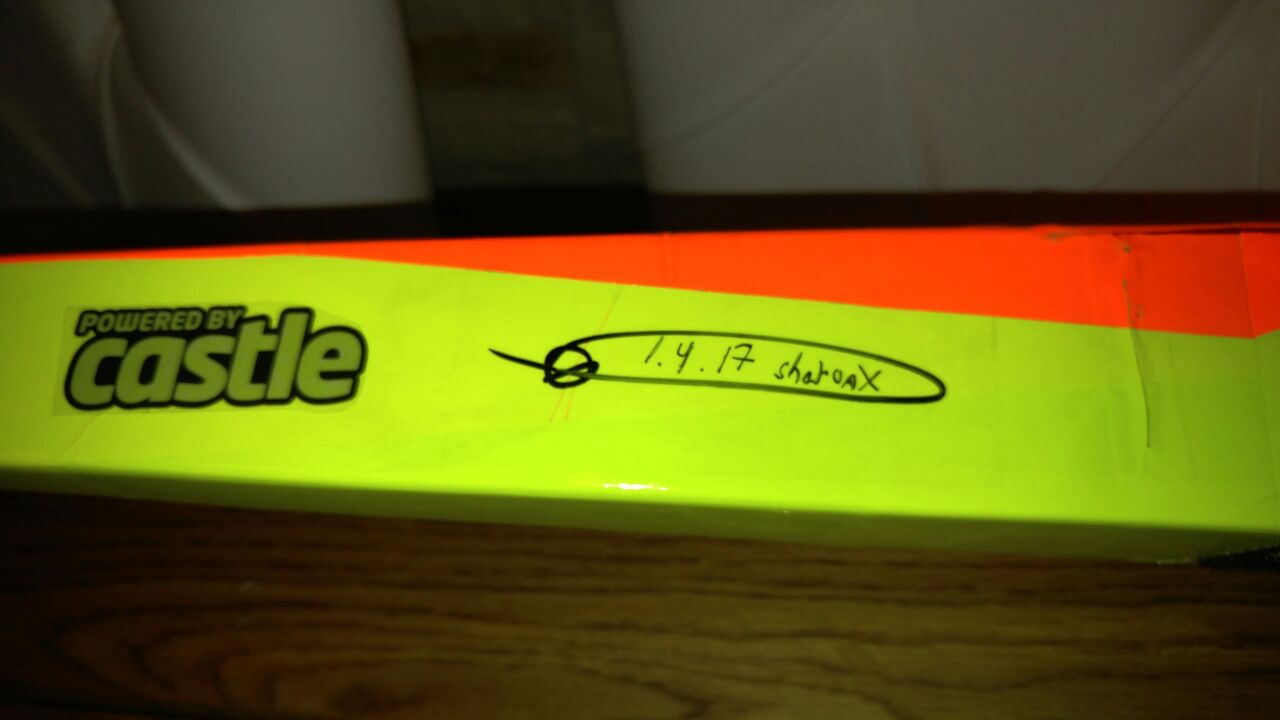 POWERED BY
castle
1.4.17 sharonX